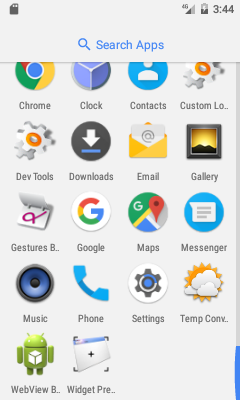 4G 3:44
Search Apps
Chrome Clock Contacts Custom Lo..
Dev Tools Downloads Email Gallery
Gestures B.. Google Maps Messenger
Music Phone Settings Temp Conv..
WebView B.. Widget Pre..